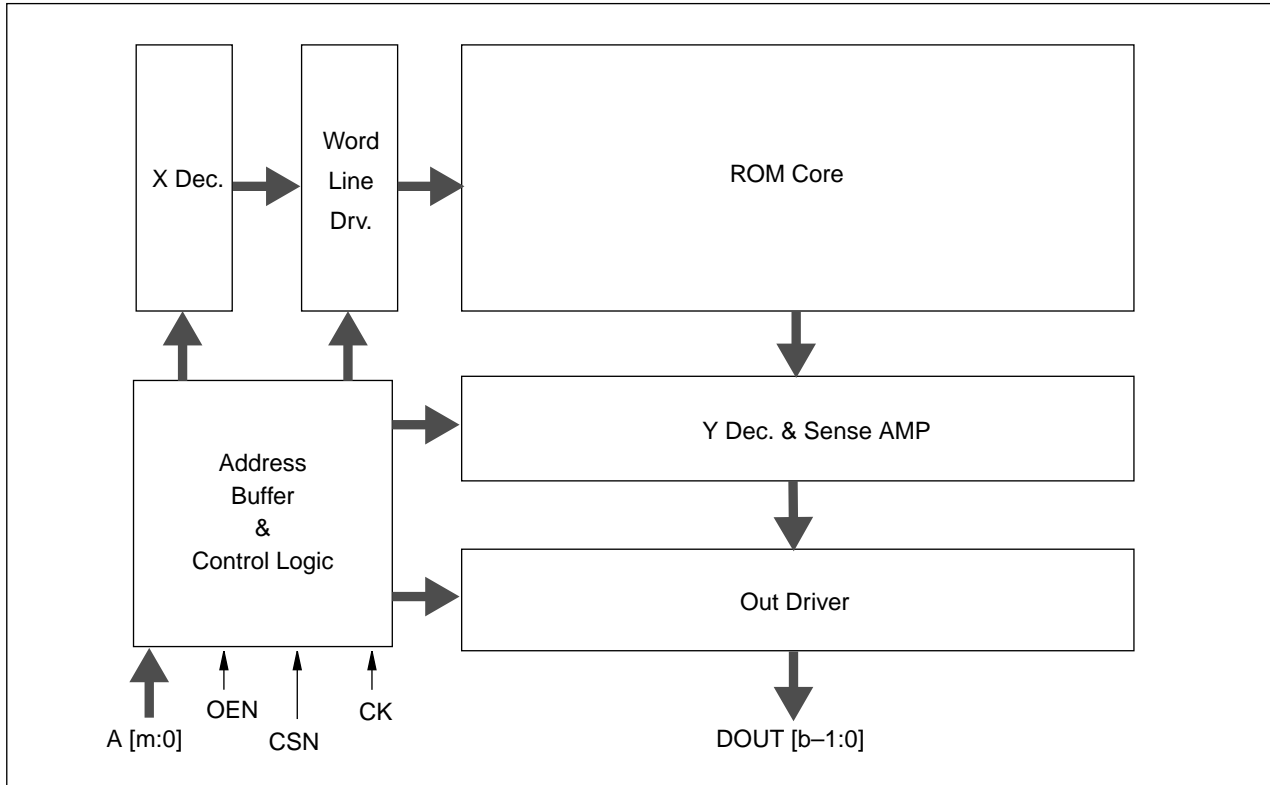 X Dec.
Word
Line
Drv.
ROM Core
Address
Buffer
&
Control Logic
Y Dec. & Sense AMP
Out Driver
A [m:0]
OEN
CSN
CK
DOUT [b–1:0]